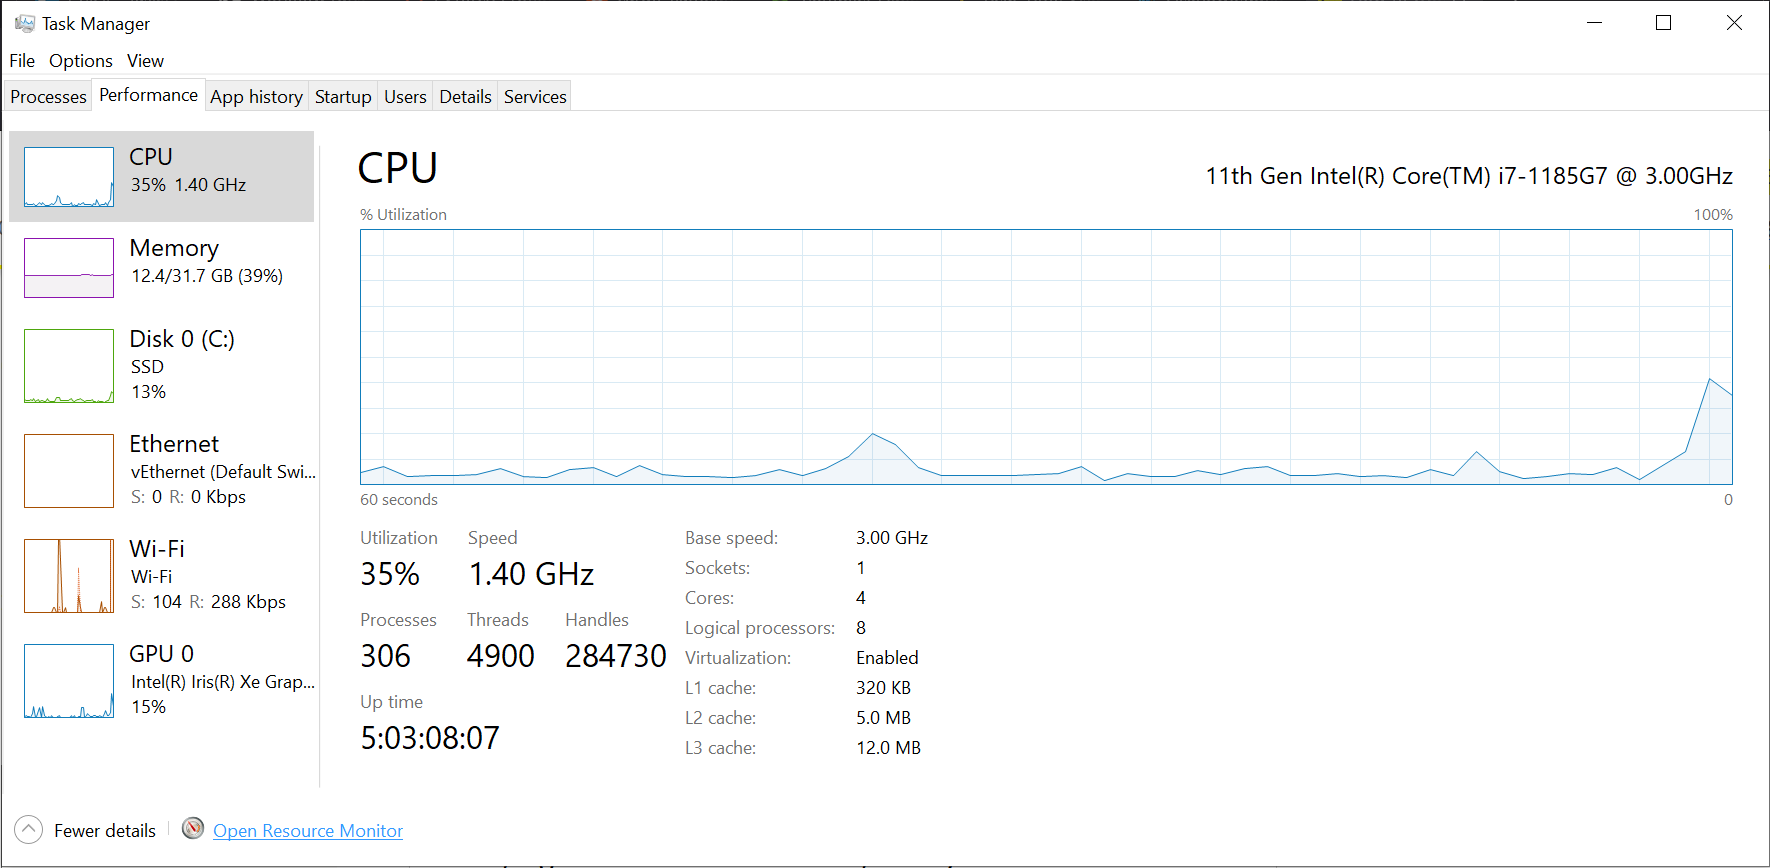 Task Manager
File Options View
Processes Performance App history Startup Users Details Services
CPU
35% 1.40 GHz
Memory
12.4/31.7 GB (39%)
Disk 0 (C:)
SSD
13%
Ethernet
vEthernet (Default Swi...
S: 0 R: 0 Kbps
Wi-Fi
Wi-Fi
S: 104 R: 288 Kbps
GPU 0
Intel(R) Iris(R) Xe Grap...
15%
CPU
11th Gen Intel(R) Core(TM) i7-1185G7 @ 3.00GHz
% Utilization 100%
60 seconds 0
Utilization Speed
35% 1.40 GHz
Processes Threads Handles
306 4900 284730
Up time
5:03:08:07
Base speed: 3.00 GHz
Sockets: 1
Cores: 4
Logical processors: 8
Virtualization: Enabled
L1 cache: 320 KB
L2 cache: 5.0 MB
L3 cache: 12.0 MB
Fewer details Open Resource Monitor